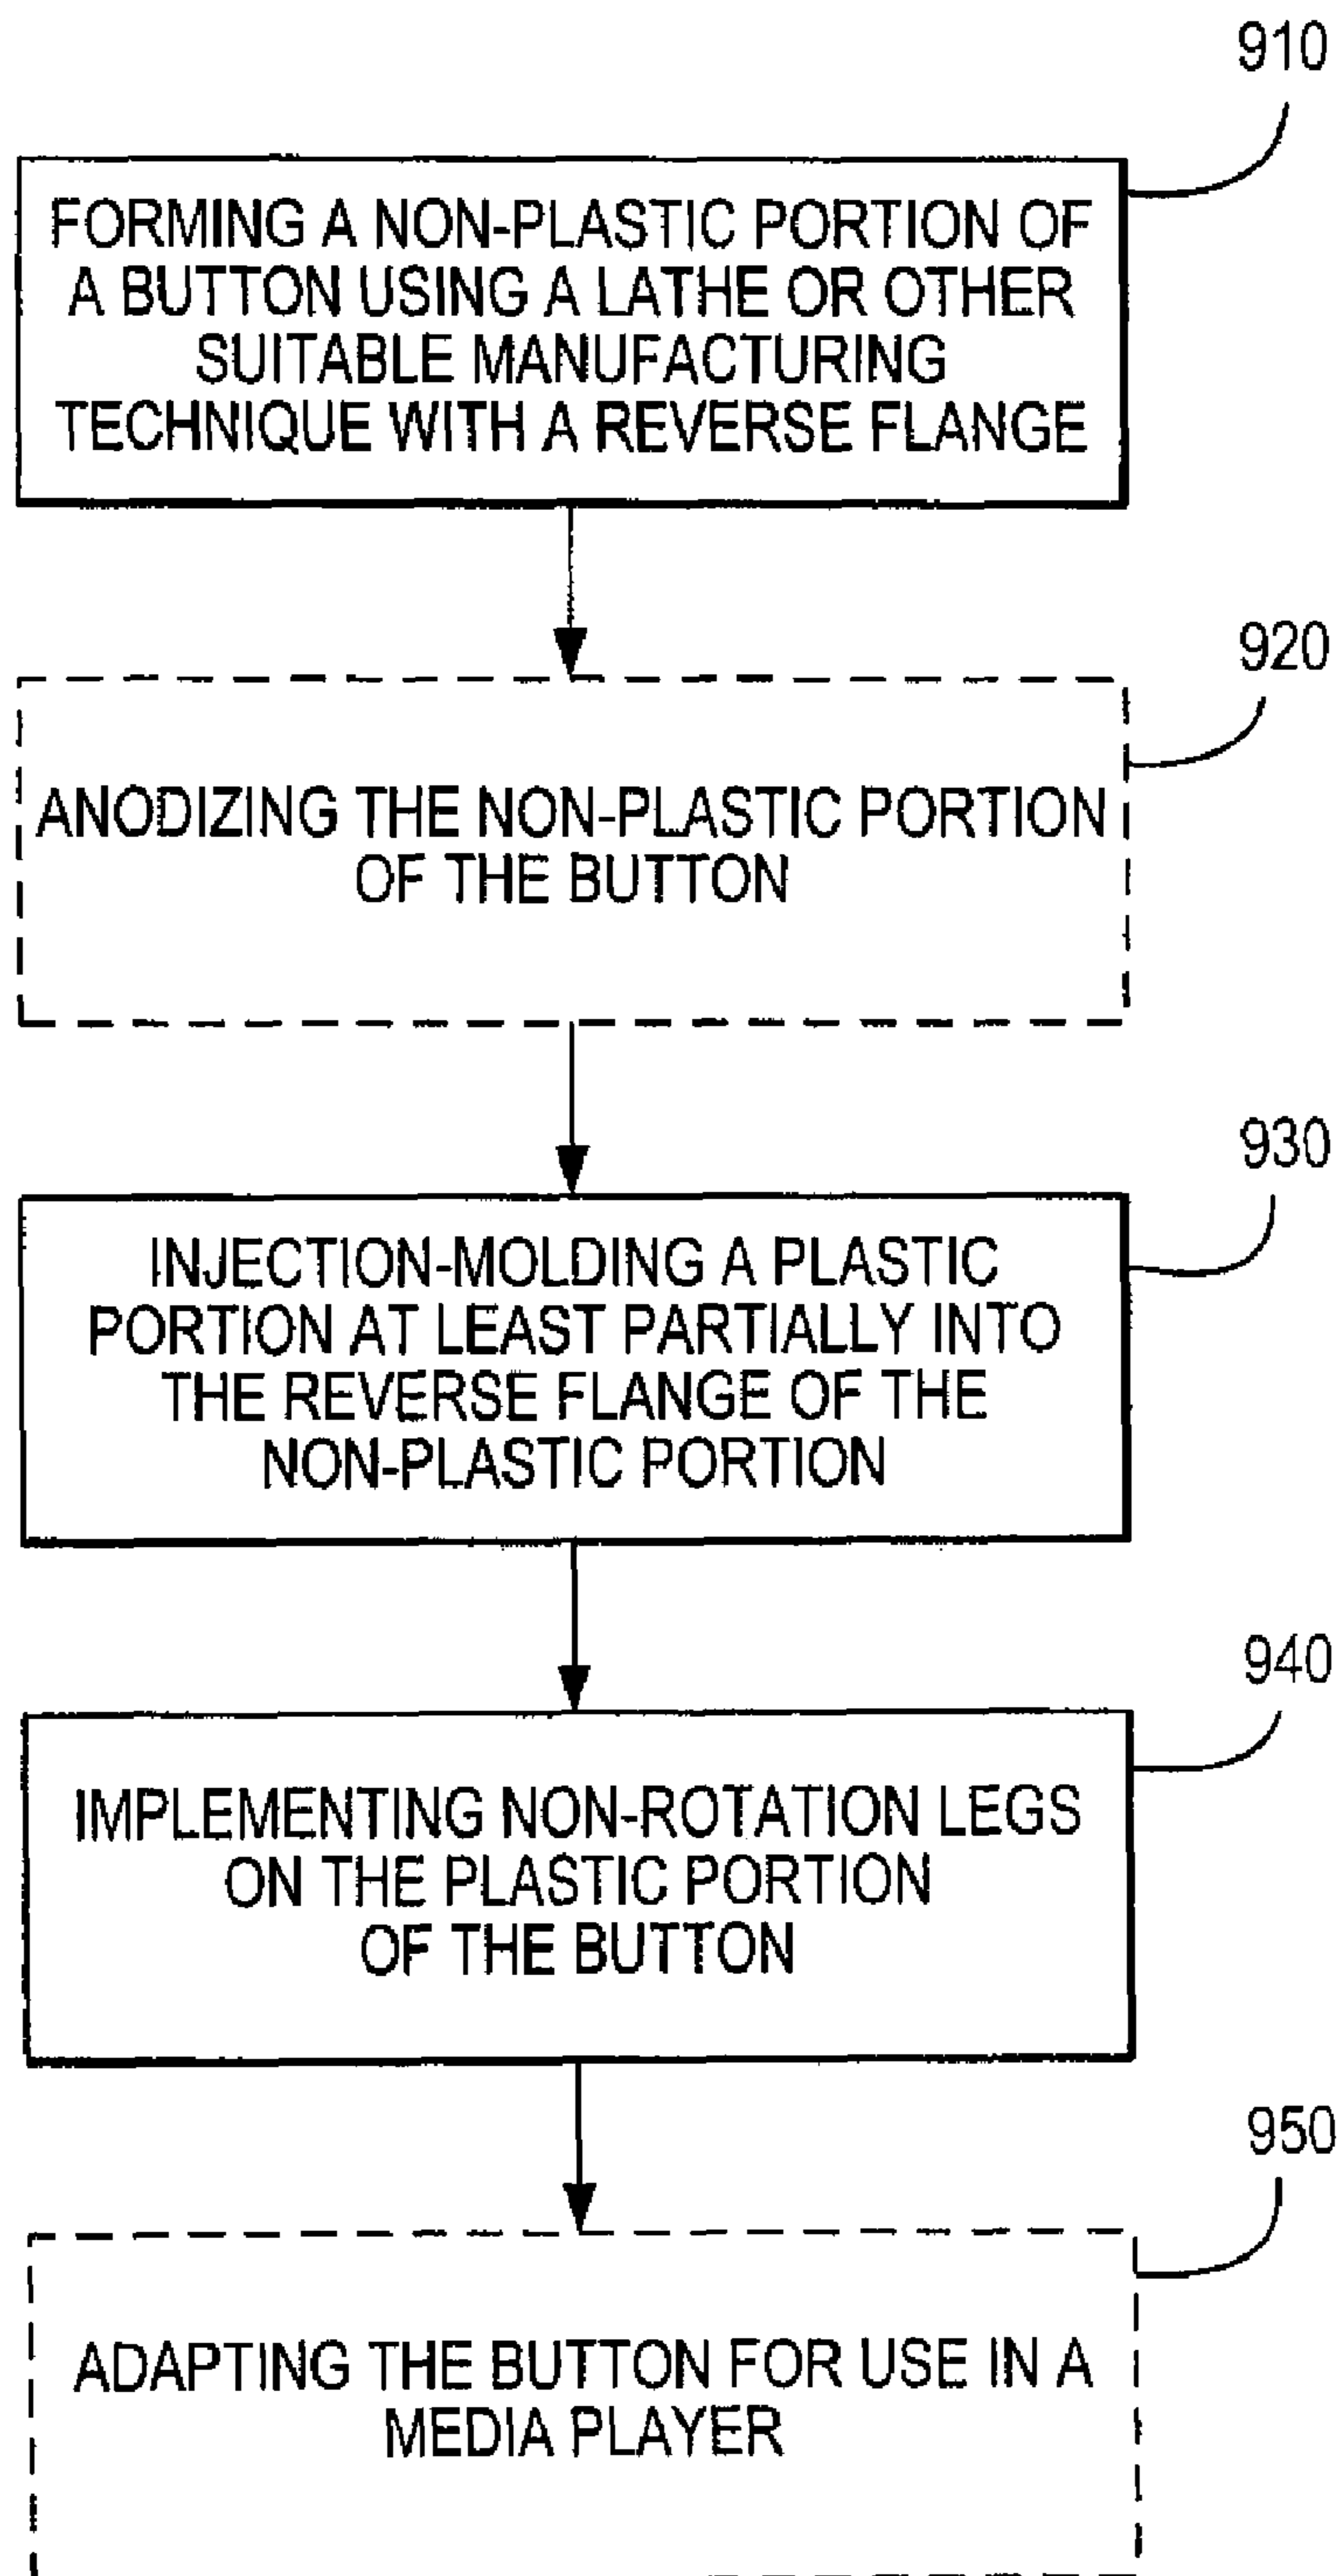 910
FORMING A NON-PLASTIC PORTION OF
A BUTTON USING A LATHE OR OTHER
SUITABLE MANUFACTURING
TECHNIQUE WITH A REVERSE FLANGE
920
ANODIZING THE NON-PLASTIC PORTION
OF THE BUTTON
930
INJECTION-MOLDING A PLASTIC
PORTION AT LEAST PARTIALLY INTO
THE REVERSE FLANGE OF THE
NON-PLASTIC PORTION
940
IMPLEMENTING NON-ROTATION LEGS
ON THE PLASTIC PORTION
OF THE BUTTON
950
ADAPTING THE BUTTON FOR USE IN A
MEDIA PLAYER